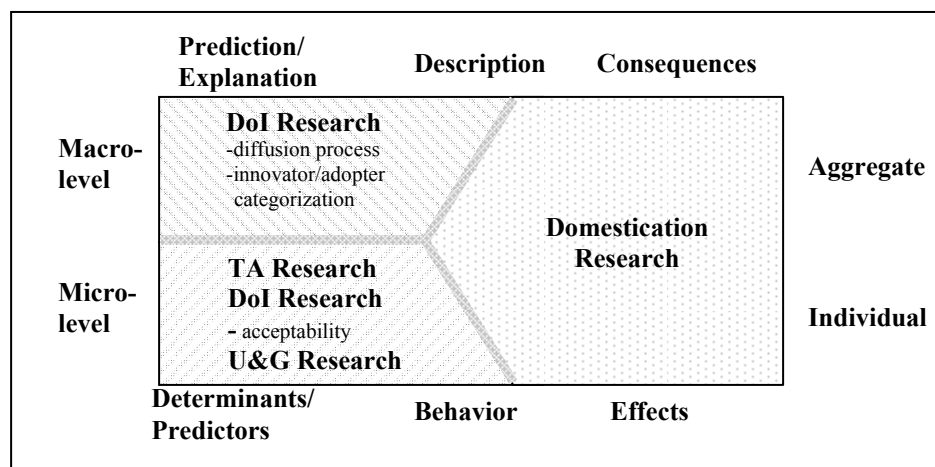 Prediction/
Explanation
Description
Consequences
Macro-
level
DoI Research
-diffusion process
-innovator/adopter
categorization
Aggregate
Domestication
Research
Micro-
level
TA Research
DoI Research
- acceptability
U&G Research
Individual
Determinants/
Predictors
Behavior
Effects